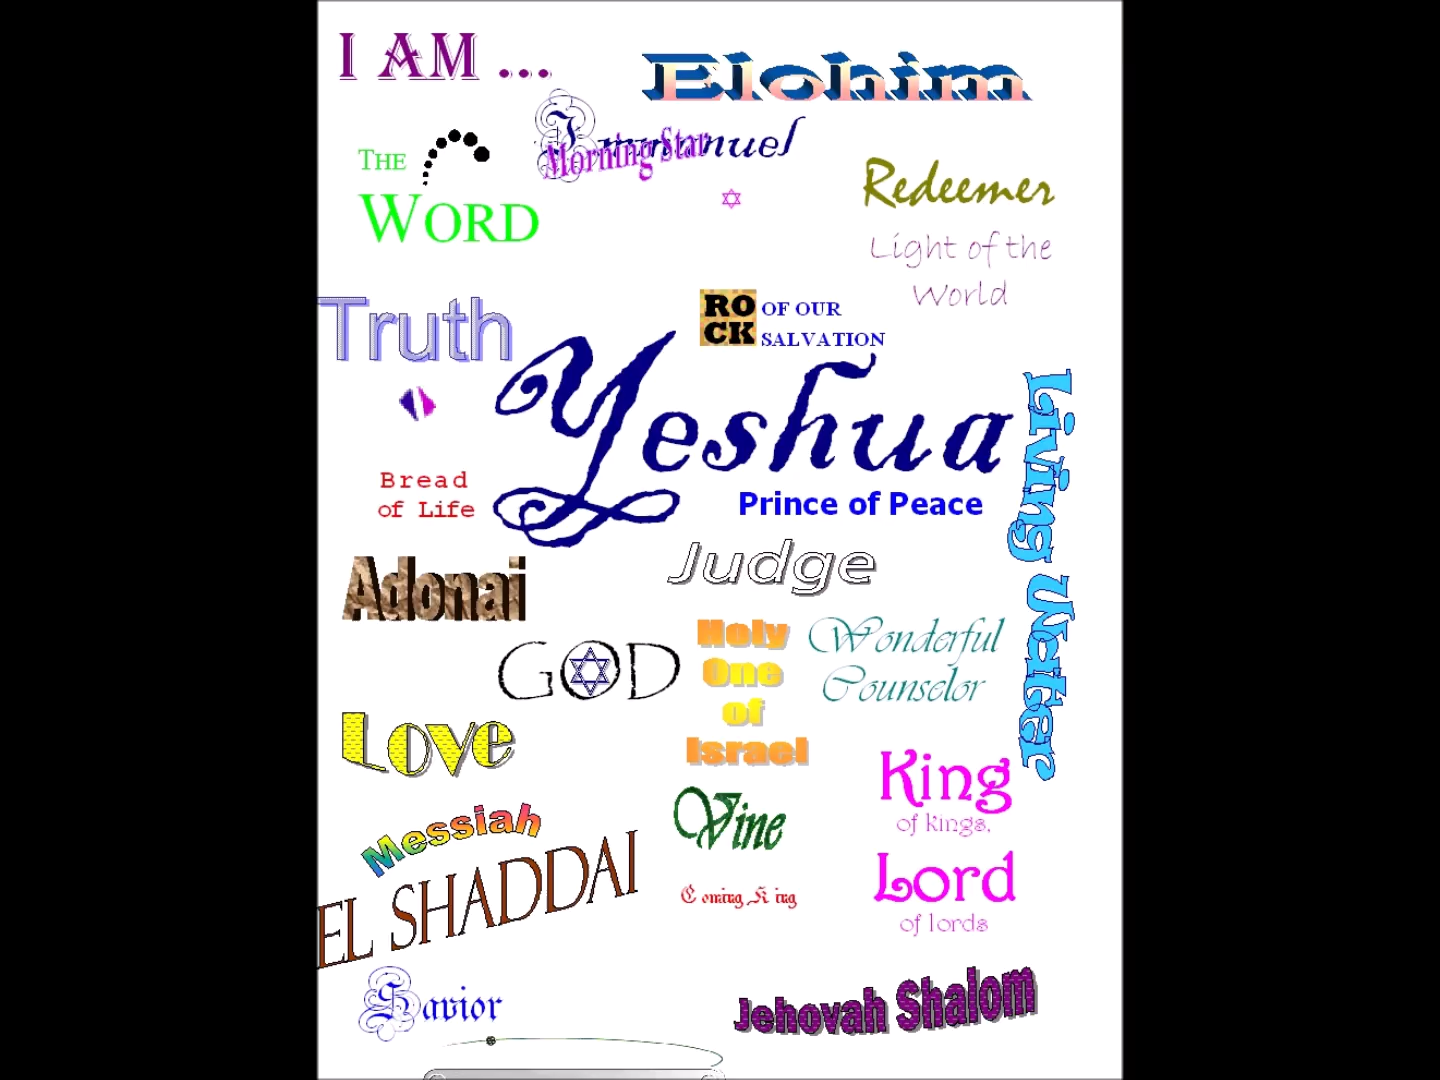 I AM ...
Elohim
Immanuel
Morning Star
THE
WORD
Redeemer
Light of the
World
Truth
ROCK OF OUR
SALVATION
Yeshua
Living Water
Bread
of Life
Prince of Peace
Judge
Adonai
GOD
Holy
One
of
Israel
Wonderful
Counselor
Love
King
of kings,
Lord
of lords
Messiah
Vine
EL SHADDAI
Coming King
Savior
Jehovah Shalom